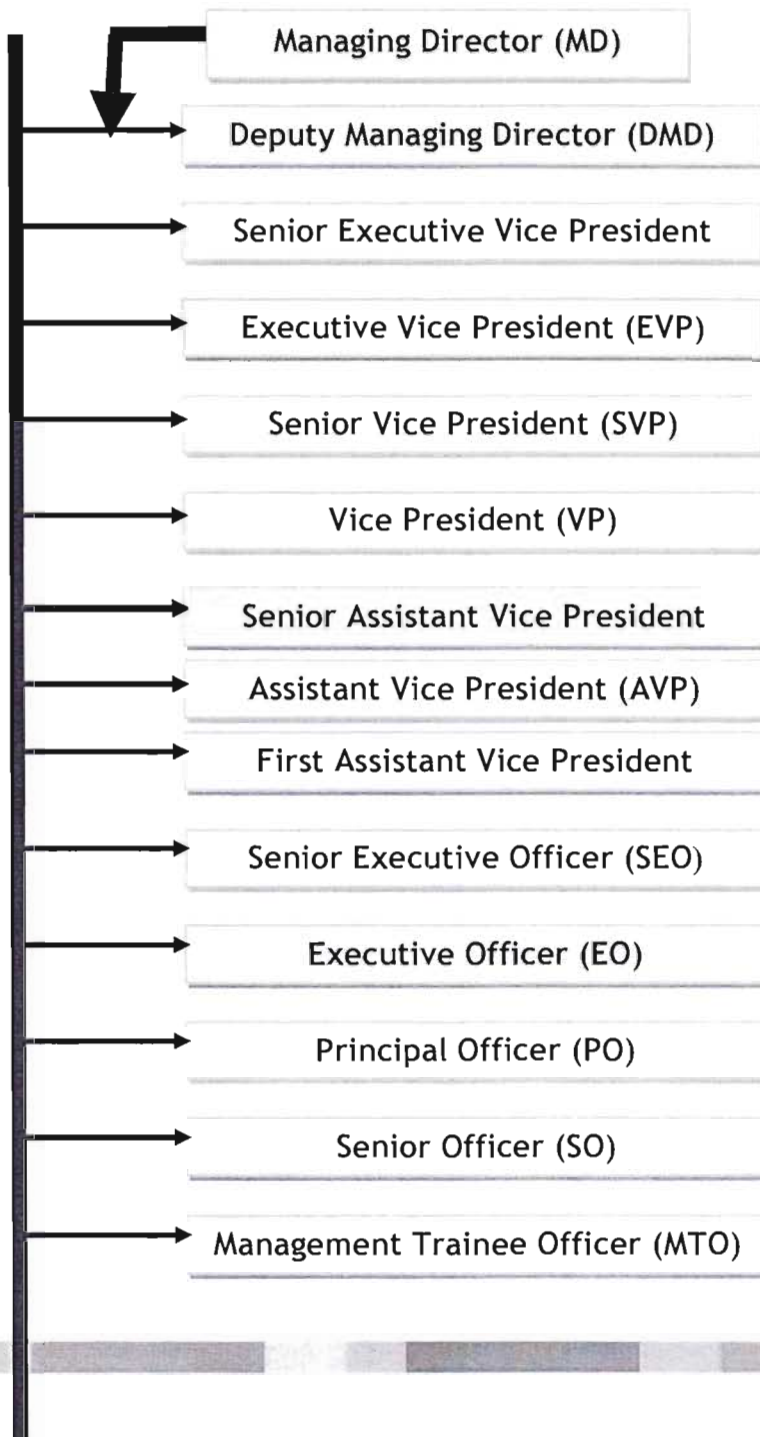 Managing Director (MD)
Deputy Managing Director (DMD)
Senior Executive Vice President
Executive Vice President (EVP)
Senior Vice President (SVP)
Vice President (VP)
Senior Assistant Vice President
Assistant Vice President (AVP)
First Assistant Vice President
Senior Executive Officer (SEO)
Executive Officer (EO)
Principal Officer (PO)
Senior Officer (SO)
Management Trainee Officer (MTO)